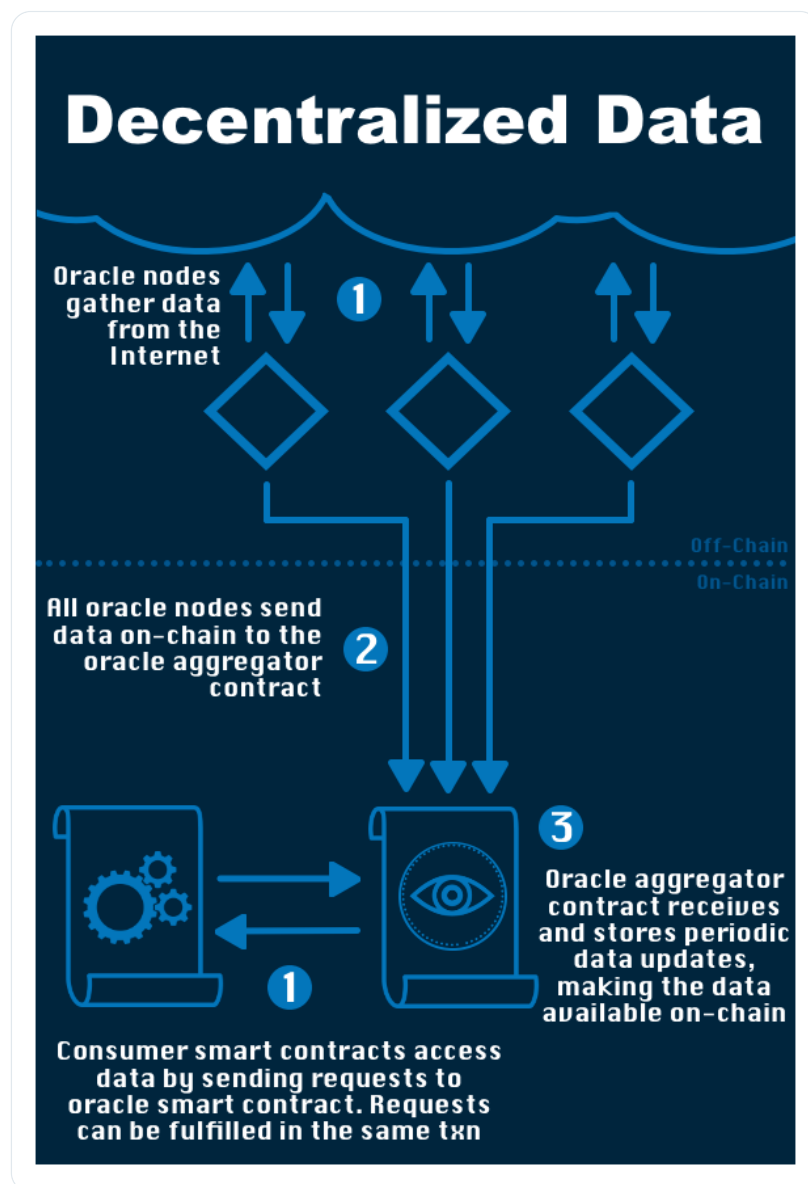 Decentralized Data
Oracle nodes
gather data
from the
Internet
1
Off-Chain
On-Chain
All oracle nodes send
data on-chain to the
oracle aggregator
contract
2
3
Oracle aggregator
contract receives
and stores periodic
data updates,
making the data
available on-chain
1
Consumer smart contracts access
data by sending requests to
oracle smart contract. Requests
can be fulfilled in the same txn